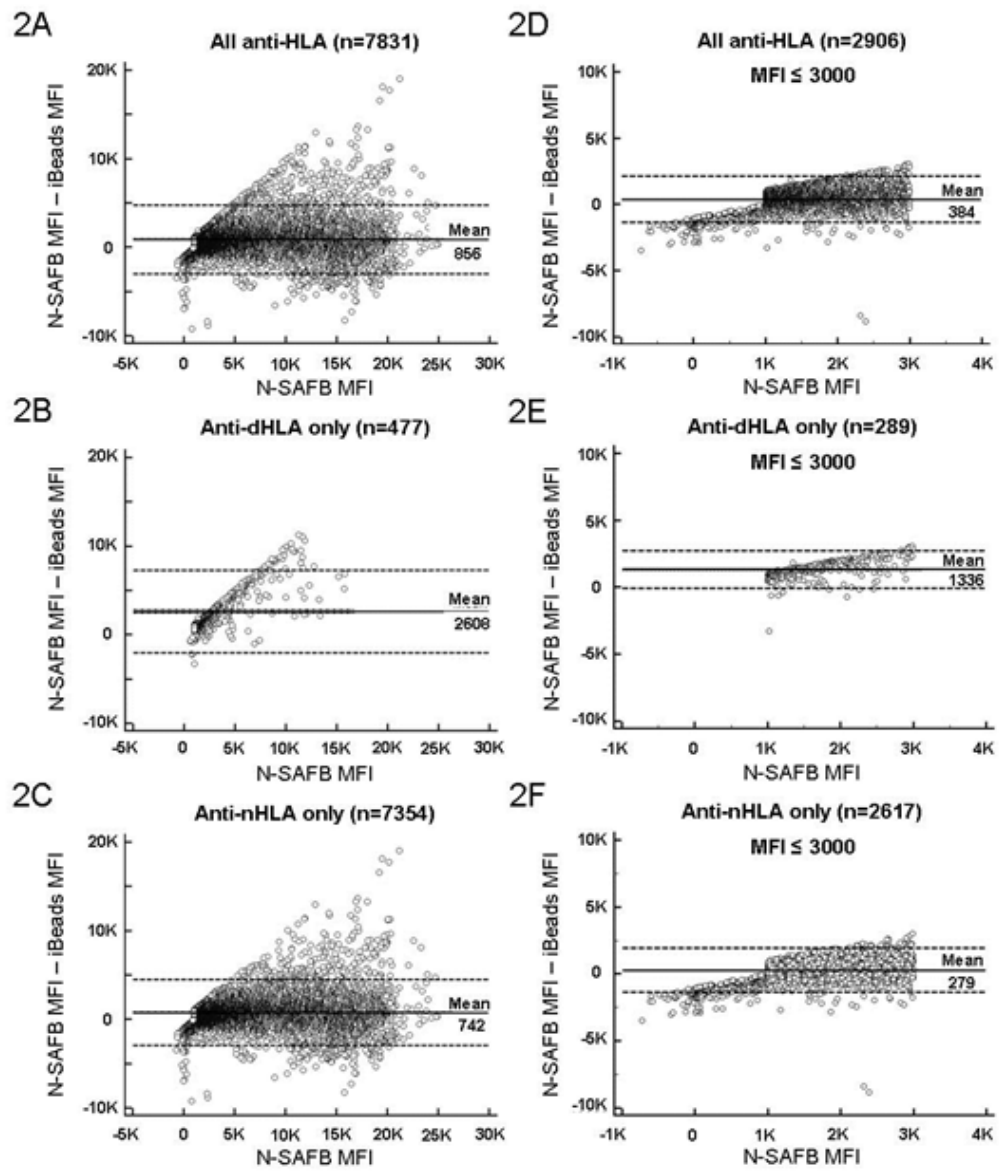 2A
All anti-HLA (n=7831)
20K
10K
0
-10K
N-SAFB MFI – iBeads MFI
Mean
856
-5K 0 5K 10K 15K 20K 25K 30K
N-SAFB MFI
2D
All anti-HLA (n=2906)
MFI ≤ 3000
10K
5K
0
-5K
-10K
N-SAFB MFI – iBeads MFI
Mean
384
-1K 0 1K 2K 3K 4K
N-SAFB MFI
2B
Anti-dHLA only (n=477)
20K
10K
0
-10K
N-SAFB MFI – iBeads MFI
Mean
2608
-5K 0 5K 10K 15K 20K 25K 30K
N-SAFB MFI
2E
Anti-dHLA only (n=289)
MFI ≤ 3000
10K
5K
0
-5K
-10K
N-SAFB MFI – iBeads MFI
Mean
1336
-1K 0 1K 2K 3K 4K
N-SAFB MFI
2C
Anti-nHLA only (n=7354)
20K
10K
0
-10K
N-SAFB MFI – iBeads MFI
Mean
742
-5K 0 5K 10K 15K 20K 25K 30K
N-SAFB MFI
2F
Anti-nHLA only (n=2617)
MFI ≤ 3000
10K
5K
0
-5K
-10K
N-SAFB MFI – iBeads MFI
Mean
279
0 1K 2K 3K 4K
N-SAFB MFI